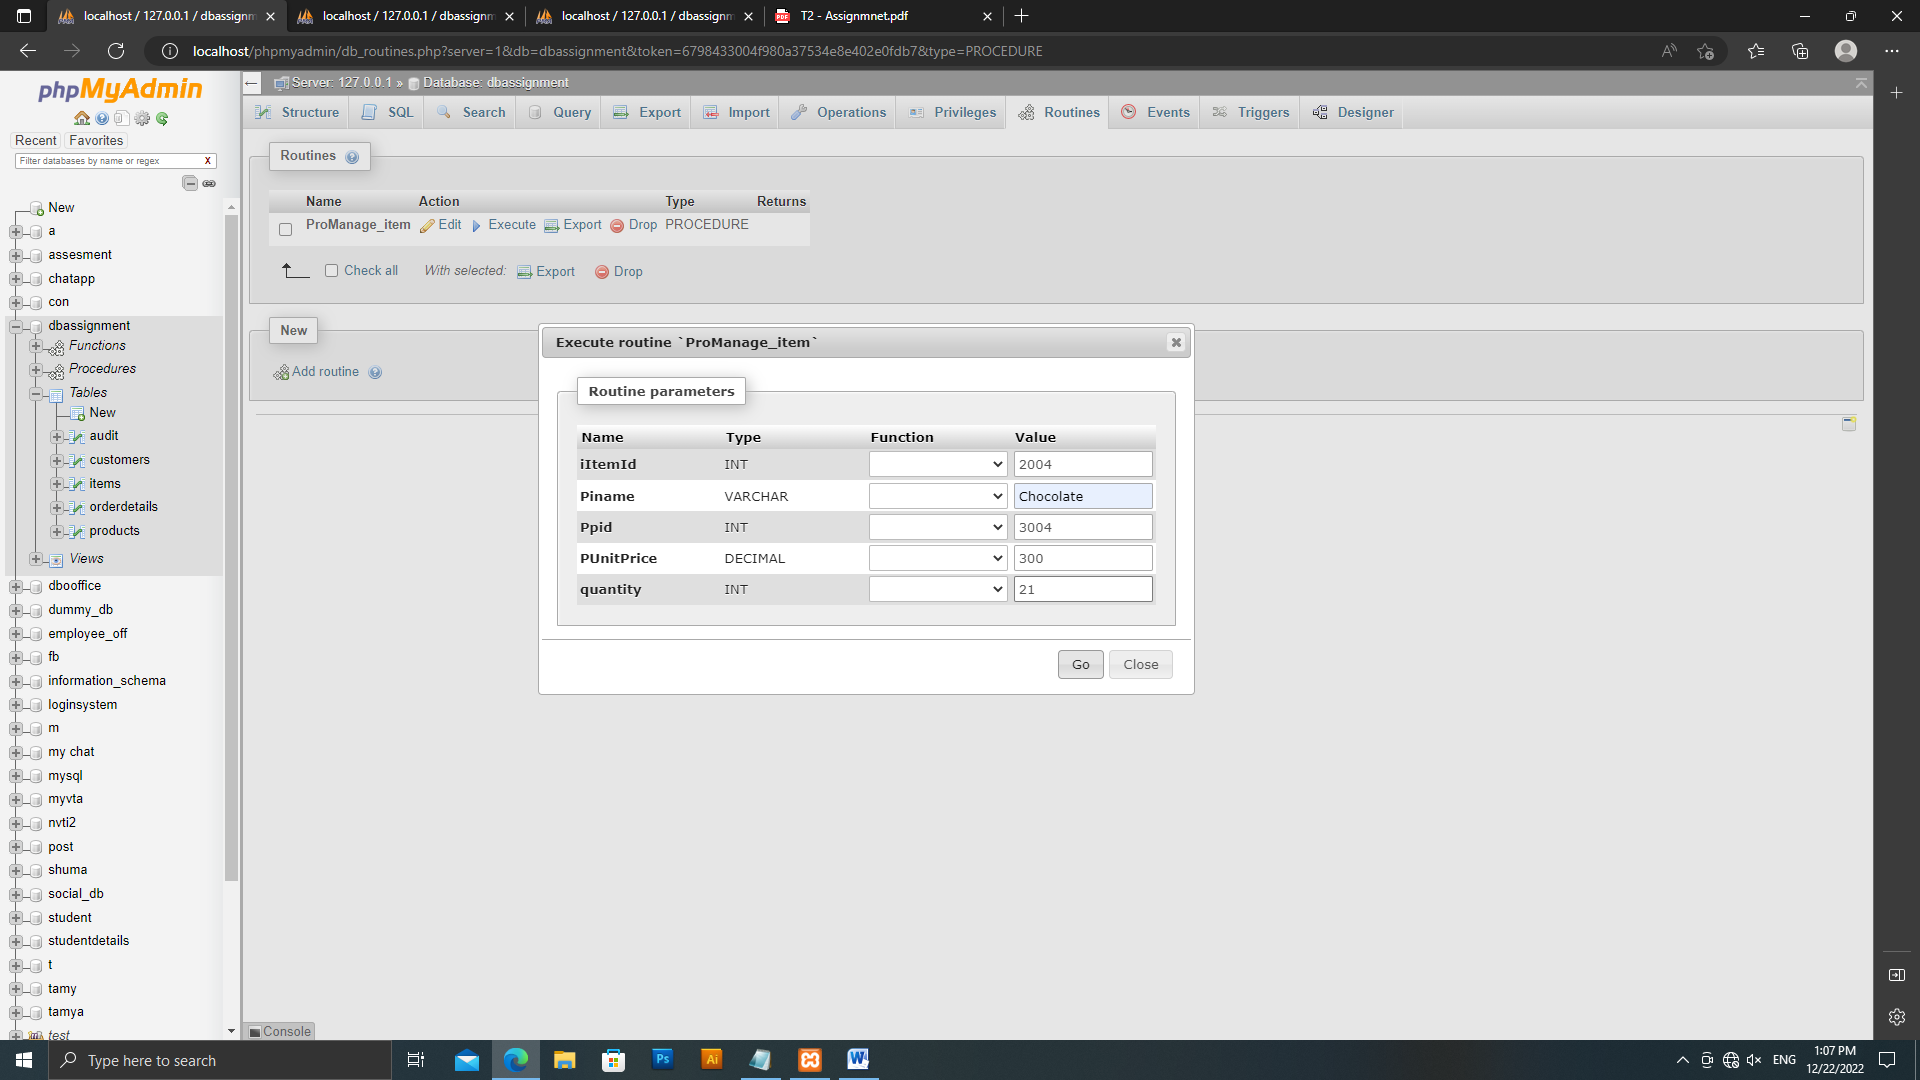 localhost / 127.0.0.1 / dbassignm
localhost / 127.0.0.1 / dbassignm
localhost / 127.0.0.1 / dbassignm
T2 - Assignmnet.pdf
localhost/phpmyadmin/db_routines.php?server=1&db=dbassignment&token=6798433004f980a37534e8e402e0fdb7&type=PROCEDURE
phpMyAdmin
Recent Favorites
Filter databases by name or regex X
New
a
assesment
chatapp
con
dbassignment
Functions
Procedures
Tables
New
audit
customers
items
orderdetails
products
Views
dbooffice
dummy_db
employee_off
fb
information_schema
loginsystem
m
my chat
mysql
myvta
nvti2
post
shuma
social_db
student
studentdetails
t
tamy
tamya
test
Server: 127.0.0.1 » Database: dbassignment
Structure SQL Search Query Export Import Operations Privileges Routines Events Triggers Designer
Routines
Name Action Type Returns
ProManage_item Edit Execute Export Drop PROCEDURE
Check all With selected: Export Drop
New
Add routine
Execute routine `ProManage_item`
Routine parameters
Name Type Function Value
iItemId INT 2004
Piname VARCHAR Chocolate
Ppid INT 3004
PUnitPrice DECIMAL 300
quantity INT 21
Go Close
Console
Type here to search
Ps
Ai
W
ENG
1:07 PM
12/22/2022